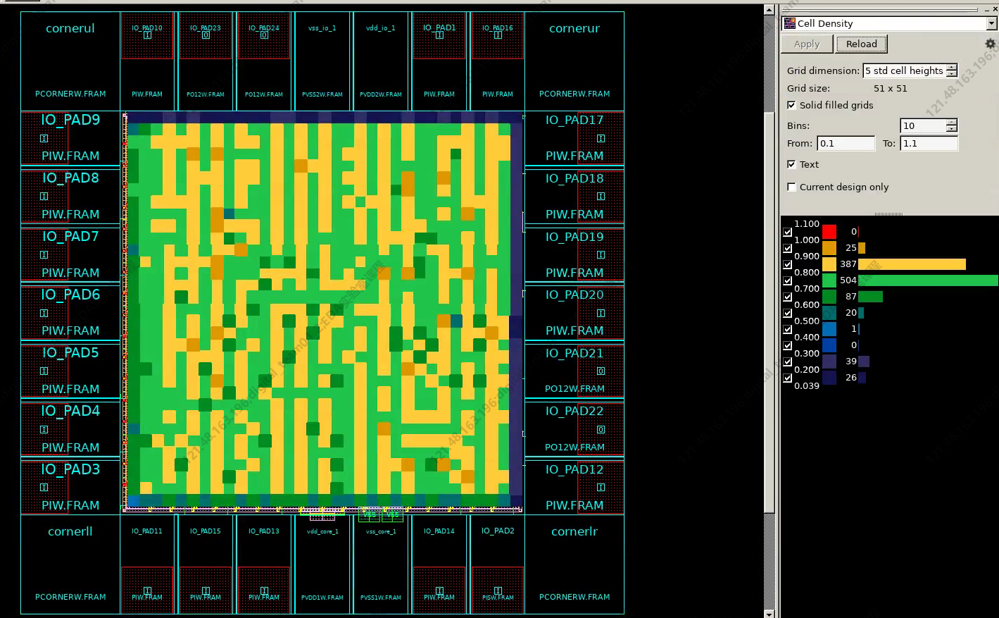 cornerul
IO_PAD10
IO_PAD23
IO_PAD24
vss_io_1
vdd_io_1
IO_PAD1
IO_PAD16
cornerur
I
O
O
I
I
PCORNERW.FRAM
PIW.FRAM
PO12W.FRAM
PO12W.FRAM
PVSS2W.FRAM
PVDD2W.FRAM
PIW.FRAM
PIW.FRAM
PCORNERW.FRAM
IO_PAD9
I
PIW.FRAM
IO_PAD8
I
PIW.FRAM
IO_PAD7
I
PIW.FRAM
IO_PAD6
I
PIW.FRAM
IO_PAD5
I
PIW.FRAM
IO_PAD4
I
PIW.FRAM
IO_PAD3
I
PIW.FRAM
IO_PAD17
I
PIW.FRAM
IO_PAD18
I
PIW.FRAM
IO_PAD19
I
PIW.FRAM
IO_PAD20
I
PIW.FRAM
IO_PAD21
O
PO12W.FRAM
IO_PAD22
O
PO12W.FRAM
IO_PAD12
I
PIW.FRAM
cornerll
IO_PAD11
IO_PAD15
IO_PAD13
vdd_core_1
vss_core_1
IO_PAD14
IO_PAD2
cornerlr
I
I
I
I
I
PCORNERW.FRAM
PIW.FRAM
PIW.FRAM
PIW.FRAM
PVDD1W.FRAM
PVSS1W.FRAM
PIW.FRAM
PISW.FRAM
PCORNERW.FRAM
Cell Density
Apply
Reload
Grid dimension: 5 std cell heights
Grid size: 51 x 51
Solid filled grids
Bins: 10
From: 0.1 To: 1.1
Text
Current design only
1.100
0
1.000
25
0.900
387
0.800
504
0.700
87
0.600
20
0.500
1
0.400
0
0.300
39
0.200
26
0.039
121.48.163.196;